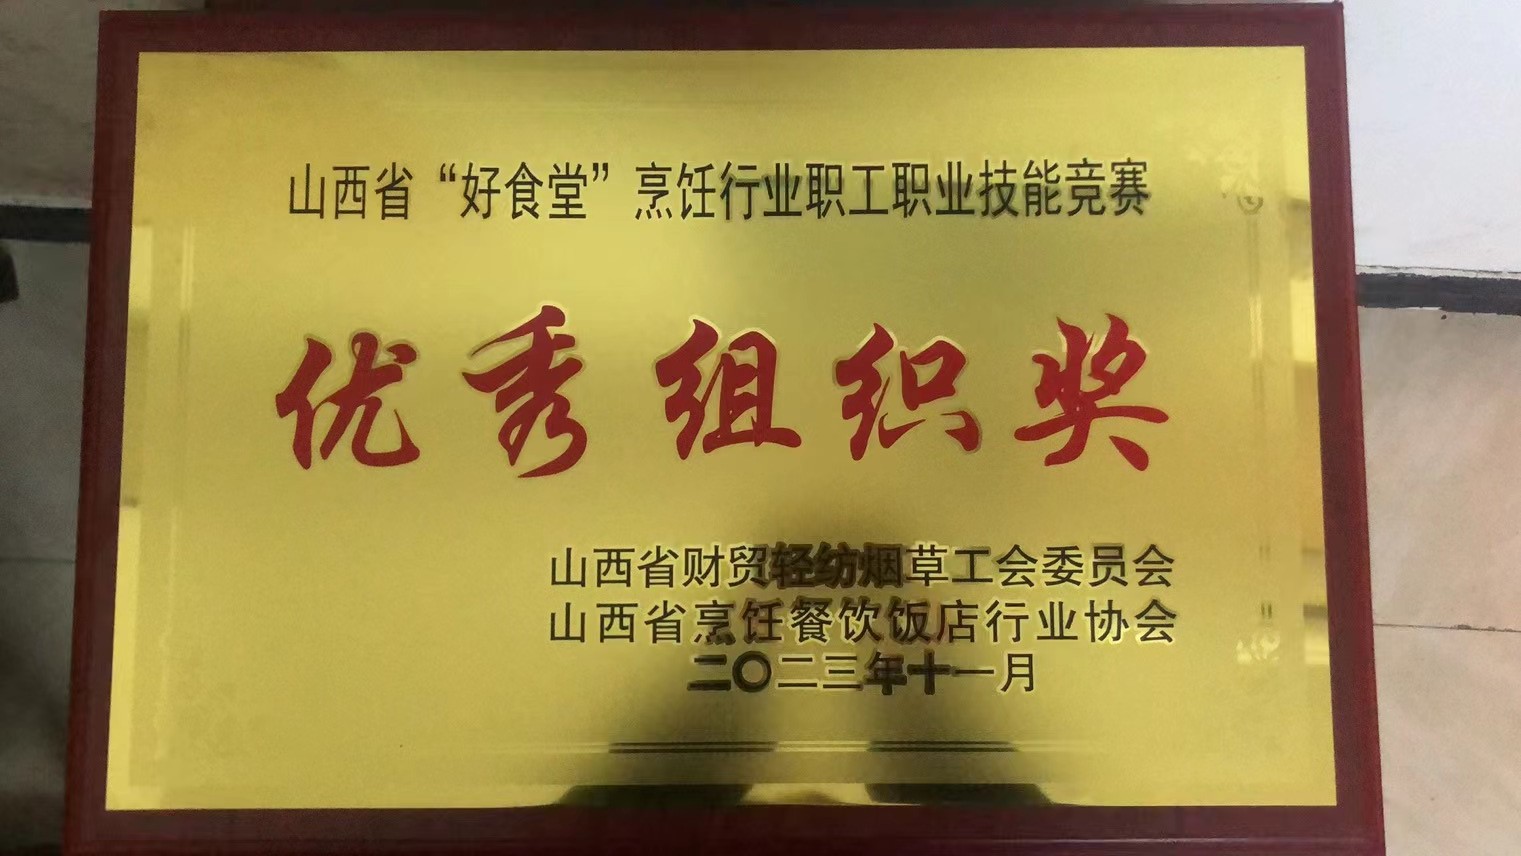 山西省“好食堂”烹饪行业职工职业技能竞赛
优秀组织奖
山西省财贸轻纺烟草工会委员会
山西省烹饪餐饮饭店行业协会
二〇二三年十一月